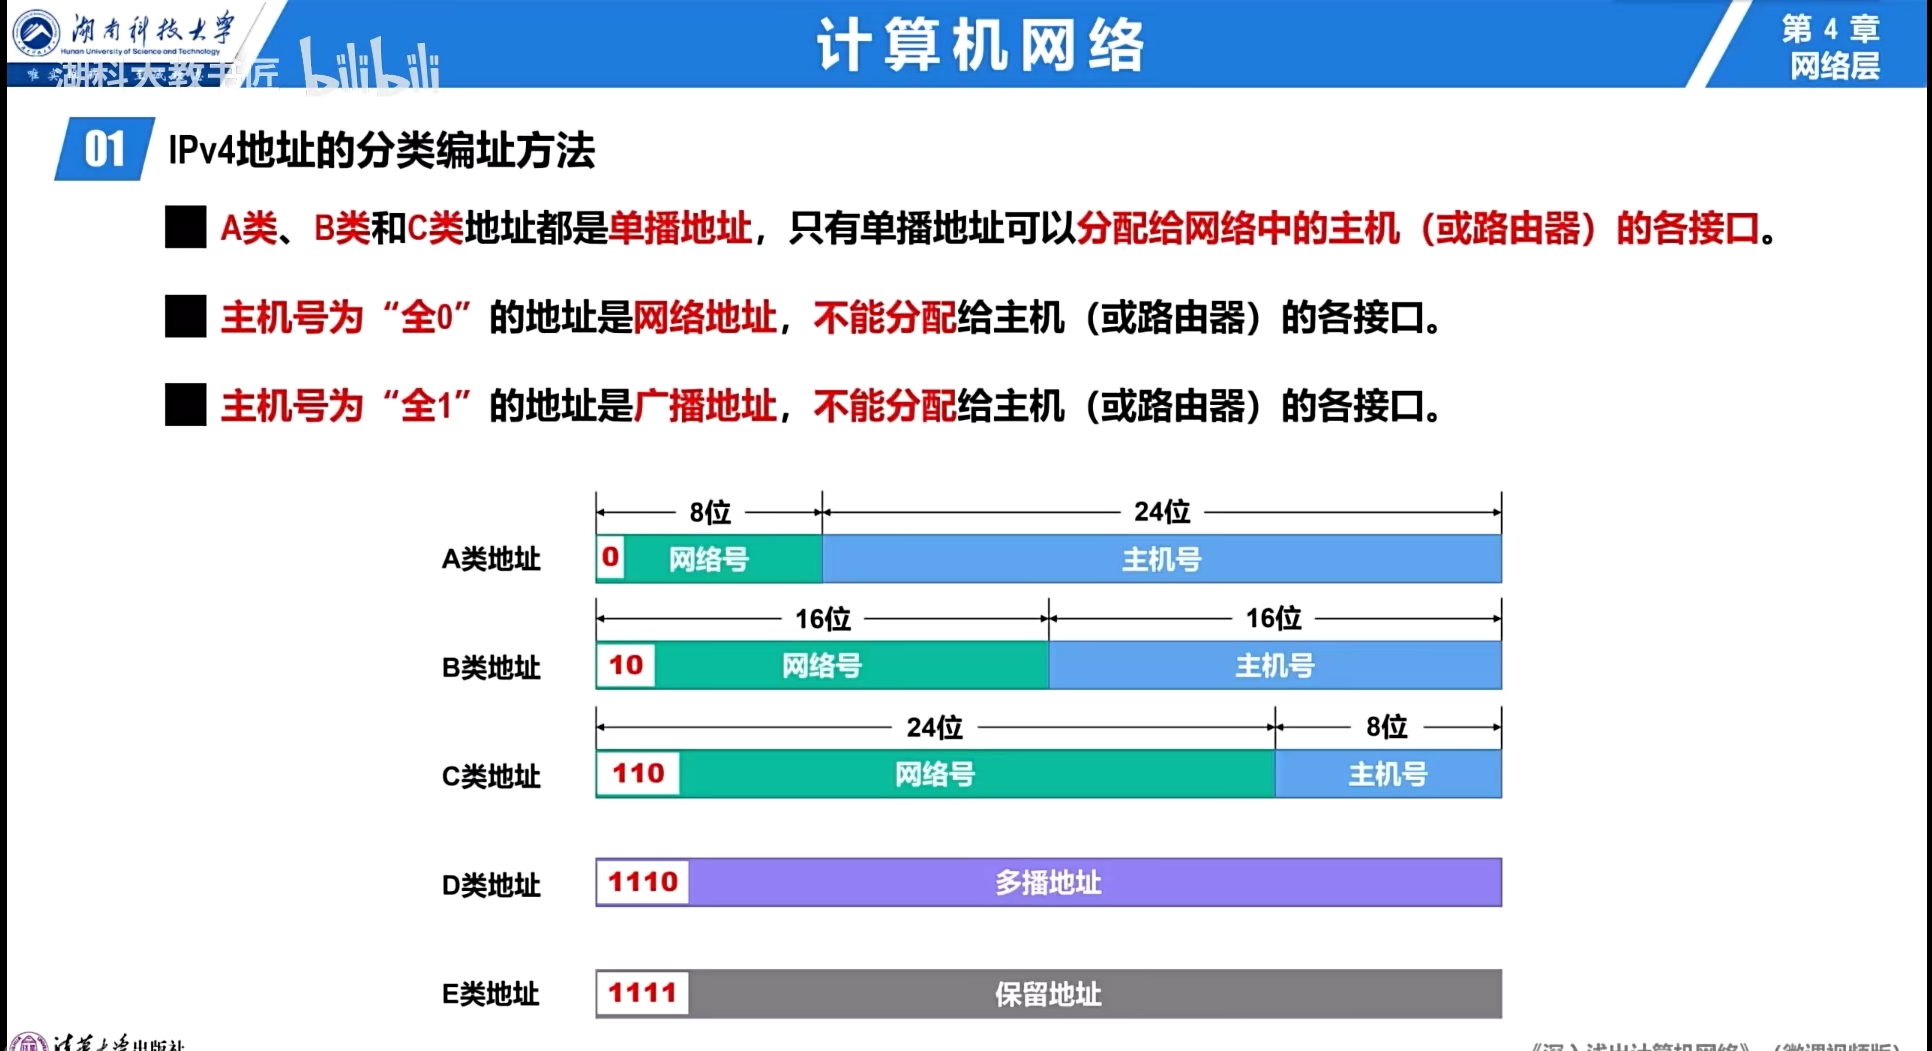 湖南科技大学
Hunan University of Science and Technology
湖科大教书匠 bilibili
计算机网络
第 4 章
网络层
01 IPv4地址的分类编址方法
A类、B类和C类地址都是单播地址，只有单播地址可以分配给网络中的主机（或路由器）的各接口。
主机号为“全0”的地址是网络地址，不能分配给主机（或路由器）的各接口。
主机号为“全1”的地址是广播地址，不能分配给主机（或路由器）的各接口。
8位 24位
A类地址 0 网络号 主机号
16位 16位
B类地址 10 网络号 主机号
24位 8位
C类地址 110 网络号 主机号
D类地址 1110 多播地址
E类地址 1111 保留地址
清华大学出版社
《深入浅出计算机网络》（微课视频版）